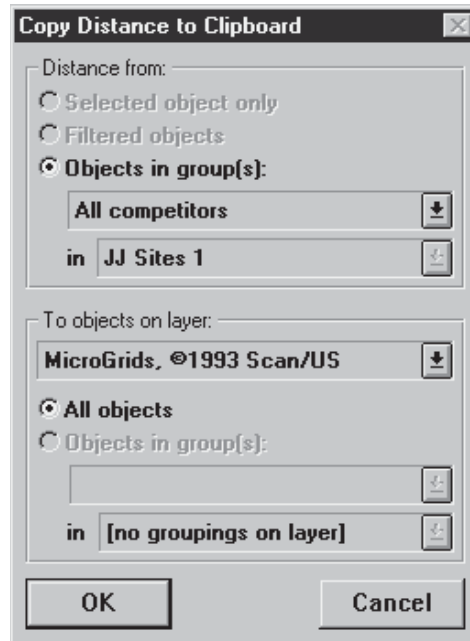 Copy Distance to Clipboard
Distance from:
Selected object only
Filtered objects
Objects in group(s):
All competitors
in JJ Sites 1
To objects on layer:
MicroGrids, ©1993 Scan/US
All objects
Objects in group(s):
in [no groupings on layer]
OK Cancel